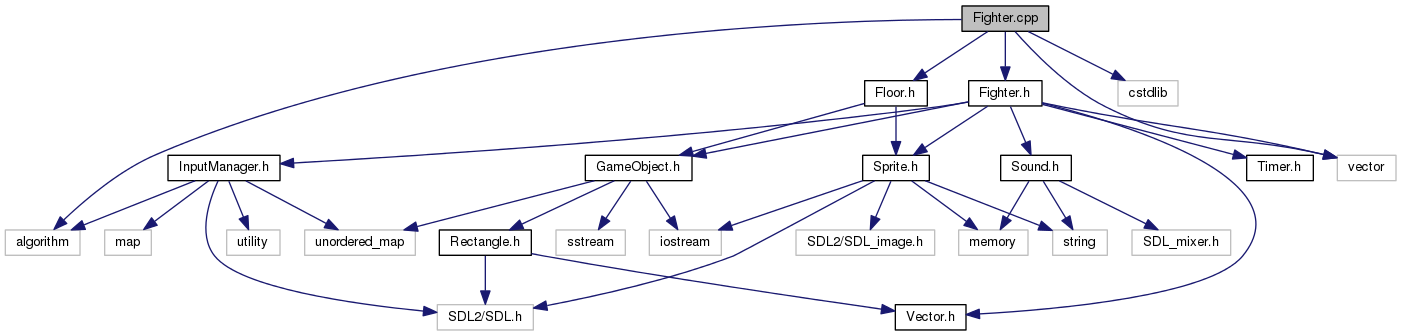 Fighter.cpp
Floor.h
Fighter.h
cstdlib
InputManager.h
GameObject.h
Sprite.h
Sound.h
Timer.h
vector
algorithm
map
utility
unordered_map
Rectangle.h
sstream
iostream
SDL2/SDL_image.h
memory
string
SDL_mixer.h
SDL2/SDL.h
Vector.h